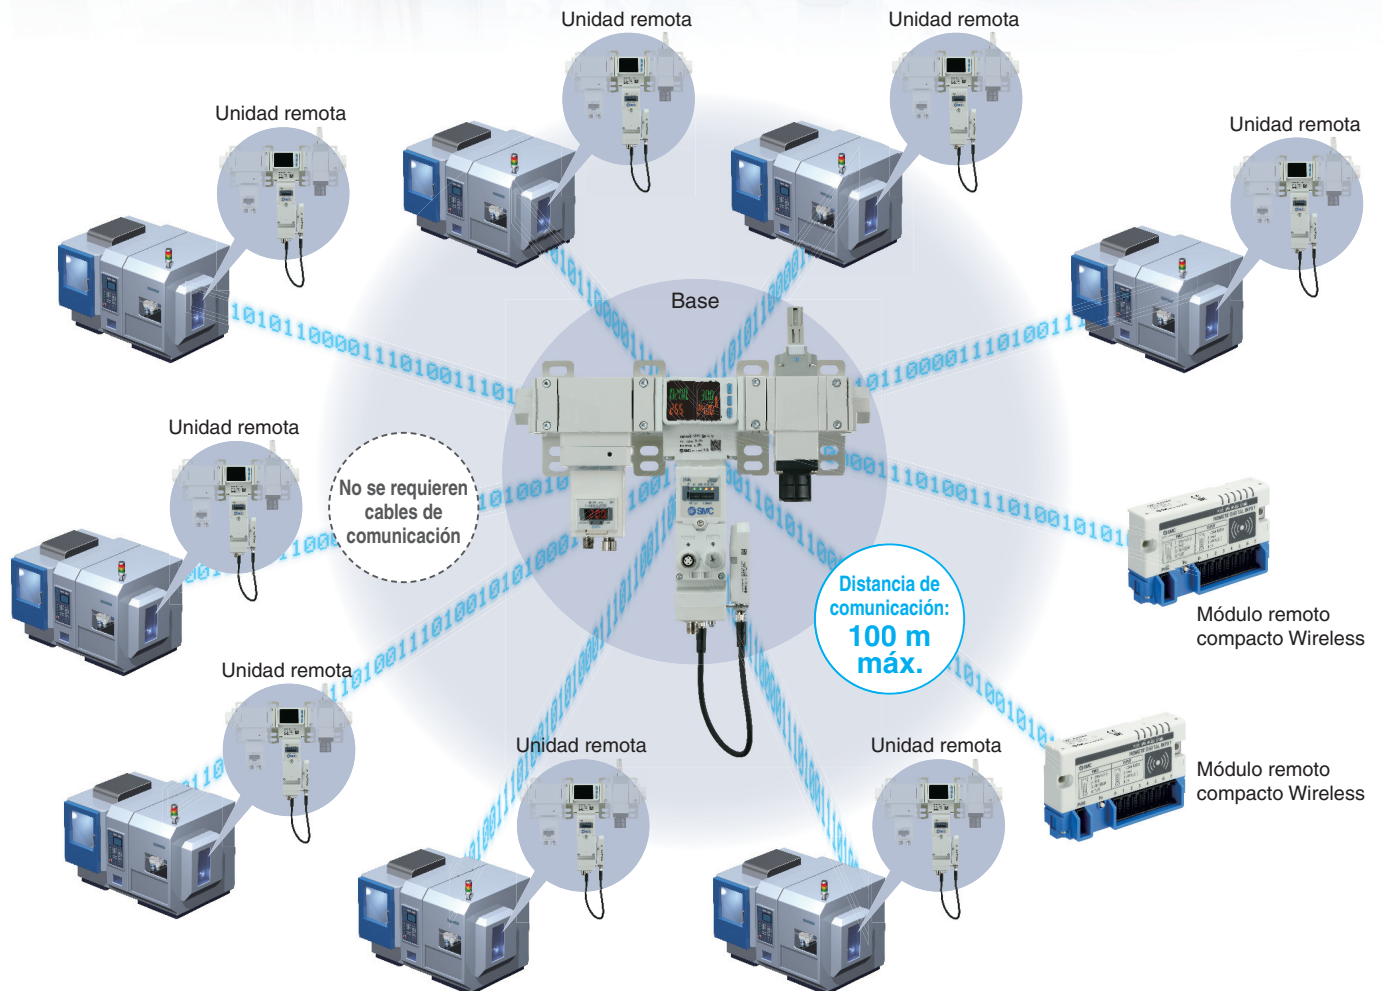 Unidad remota
Unidad remota
Unidad remota
Unidad remota
Base
Unidad remota
No se requieren
cables de
comunicación
SMC
Distancia de
comunicación:
100 m
máx.
Módulo remoto
compacto Wireless
Unidad remota
Unidad remota
Unidad remota
Módulo remoto
compacto Wireless